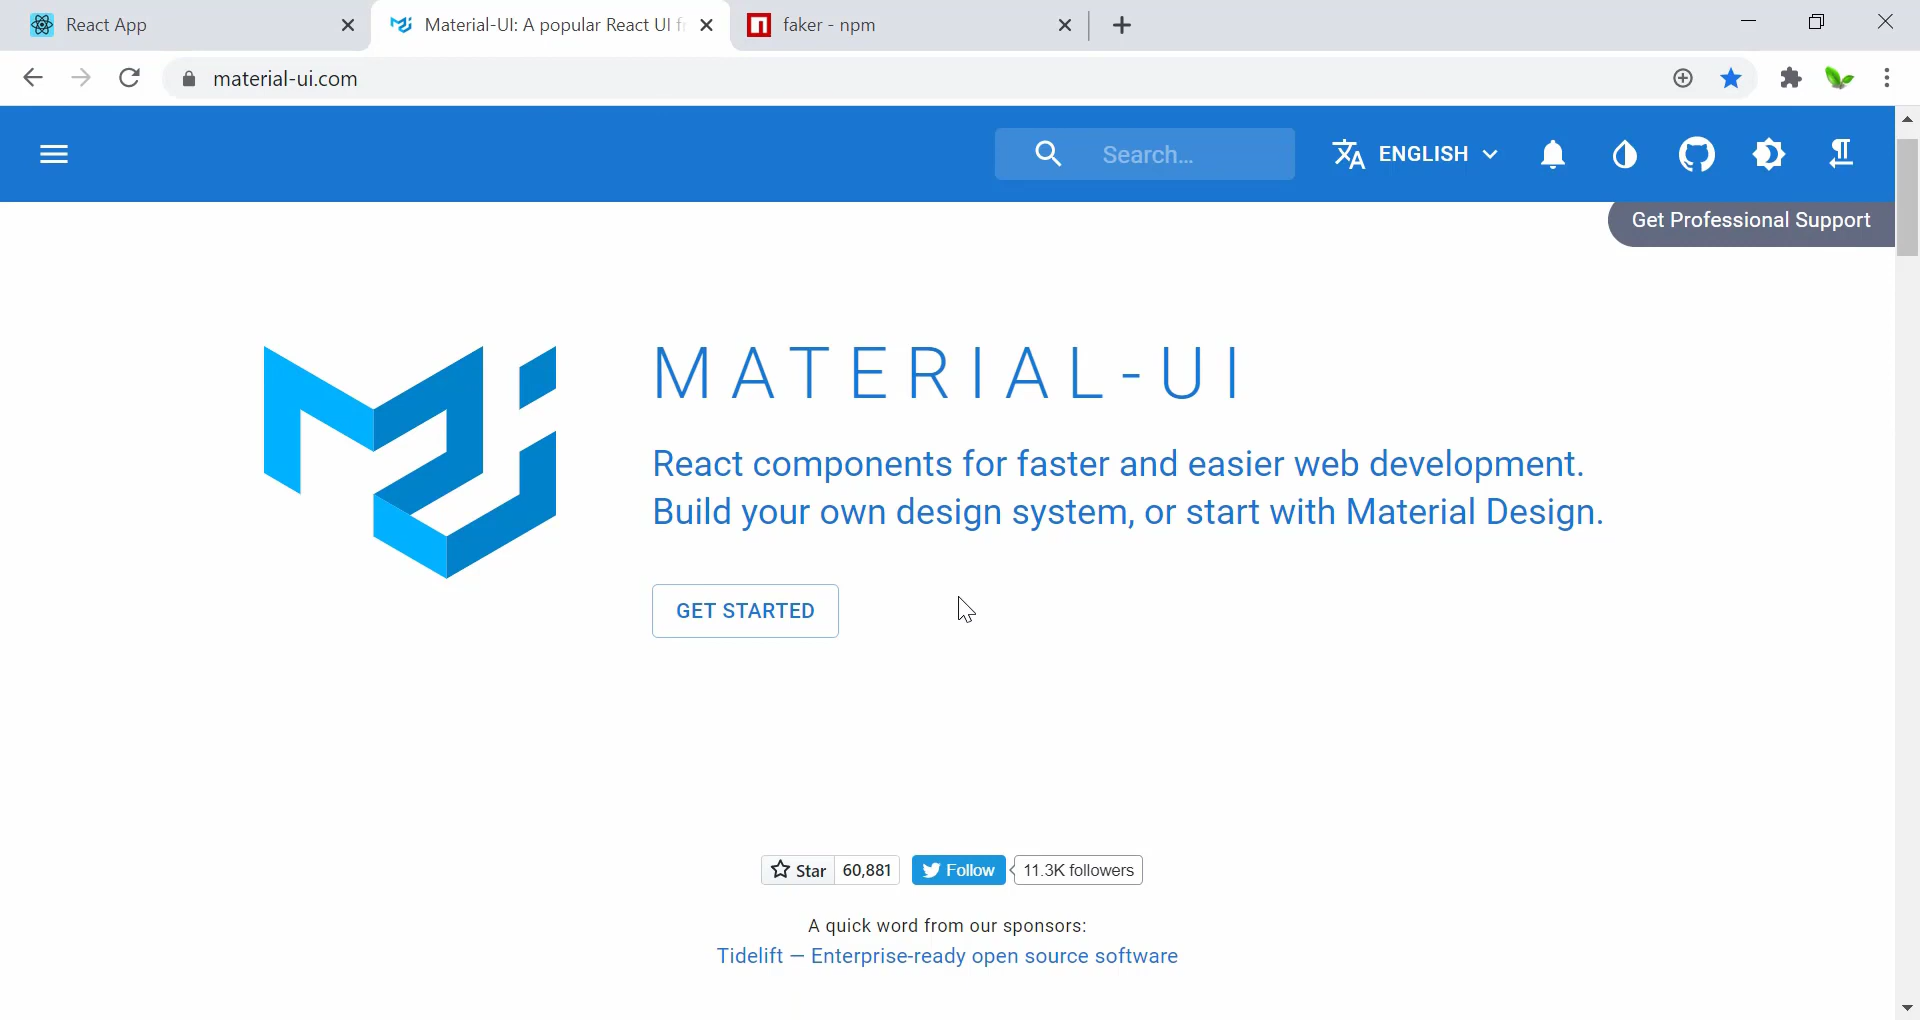 React App
Material-UI: A popular React UI f
faker - npm
material-ui.com
Search...
ENGLISH
Get Professional Support
MATERIAL-UI
React components for faster and easier web development.
Build your own design system, or start with Material Design.
GET STARTED
Star 60,881 Follow 11.3K followers
A quick word from our sponsors:
Tidelift — Enterprise-ready open source software